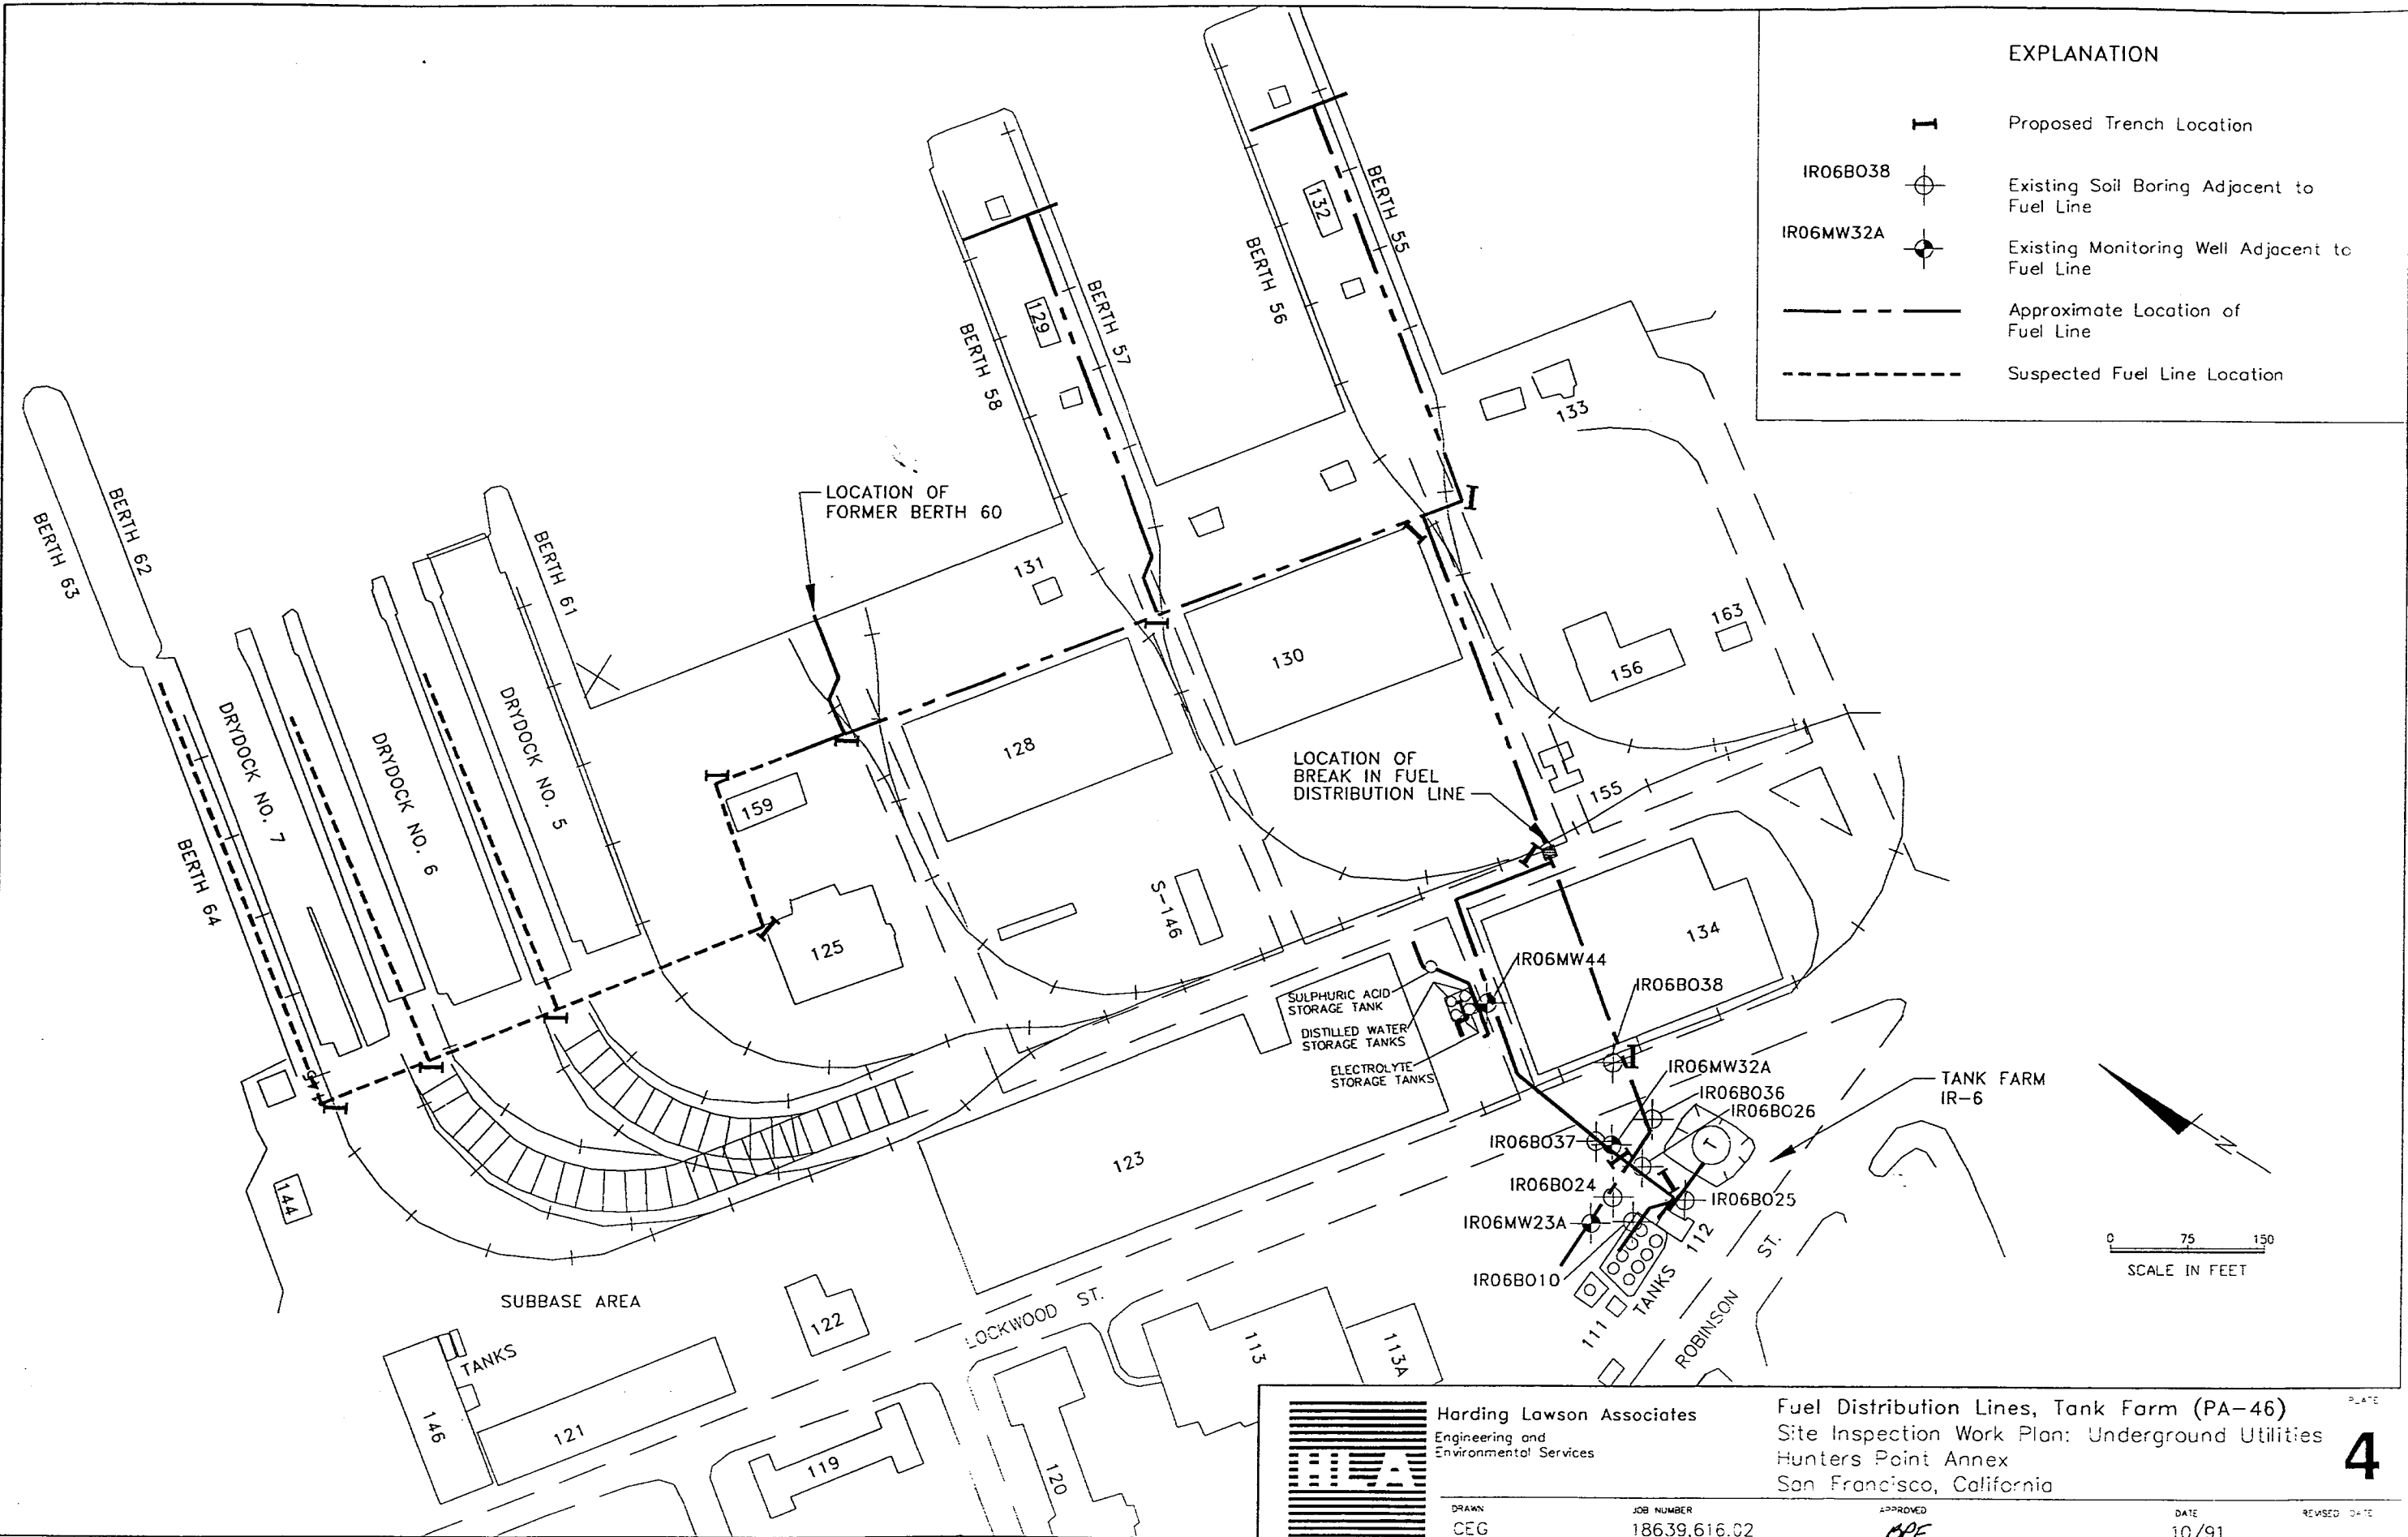 EXPLANATION
Proposed Trench Location
IR06B038
Existing Soil Boring Adjacent to
Fuel Line
IR06MW32A
Existing Monitoring Well Adjacent to
Fuel Line
Approximate Location of
Fuel Line
Suspected Fuel Line Location
BERTH 55
132
BERTH 56
BERTH 57
129
BERTH 58
133
LOCATION OF
FORMER BERTH 60
BERTH 62
BERTH 63
BERTH 61
131
130
163
156
DRYDOCK NO. 7
DRYDOCK NO. 6
DRYDOCK NO. 5
BERTH 64
128
159
LOCATION OF
BREAK IN FUEL
DISTRIBUTION LINE
155
125
S-146
134
IR06MW44
SULPHURIC ACID
STORAGE TANK
DISTILLED WATER
STORAGE TANKS
ELECTROLYTE
STORAGE TANKS
IR06B038
IR06MW32A
IR06B036
IR06B026
TANK FARM
IR-6
T
N
IR06B037
IR06B024
IR06B025
IR06MW23A
IR06B010
112
TANKS
111
ROBINSON ST.
0 75 150
SCALE IN FEET
144
123
SUBBASE AREA
122
LOCKWOOD ST.
TANKS
146
121
119
120
113
113A
HLA
Harding Lawson Associates
Engineering and
Environmental Services
Fuel Distribution Lines, Tank Farm (PA-46)
Site Inspection Work Plan: Underground Utilities
Hunters Point Annex
San Francisco, California
PLATE
4
DRAWN
CEG
JOB NUMBER
18639.616.02
APPROVED
DATE
10/91
REVISED DATE